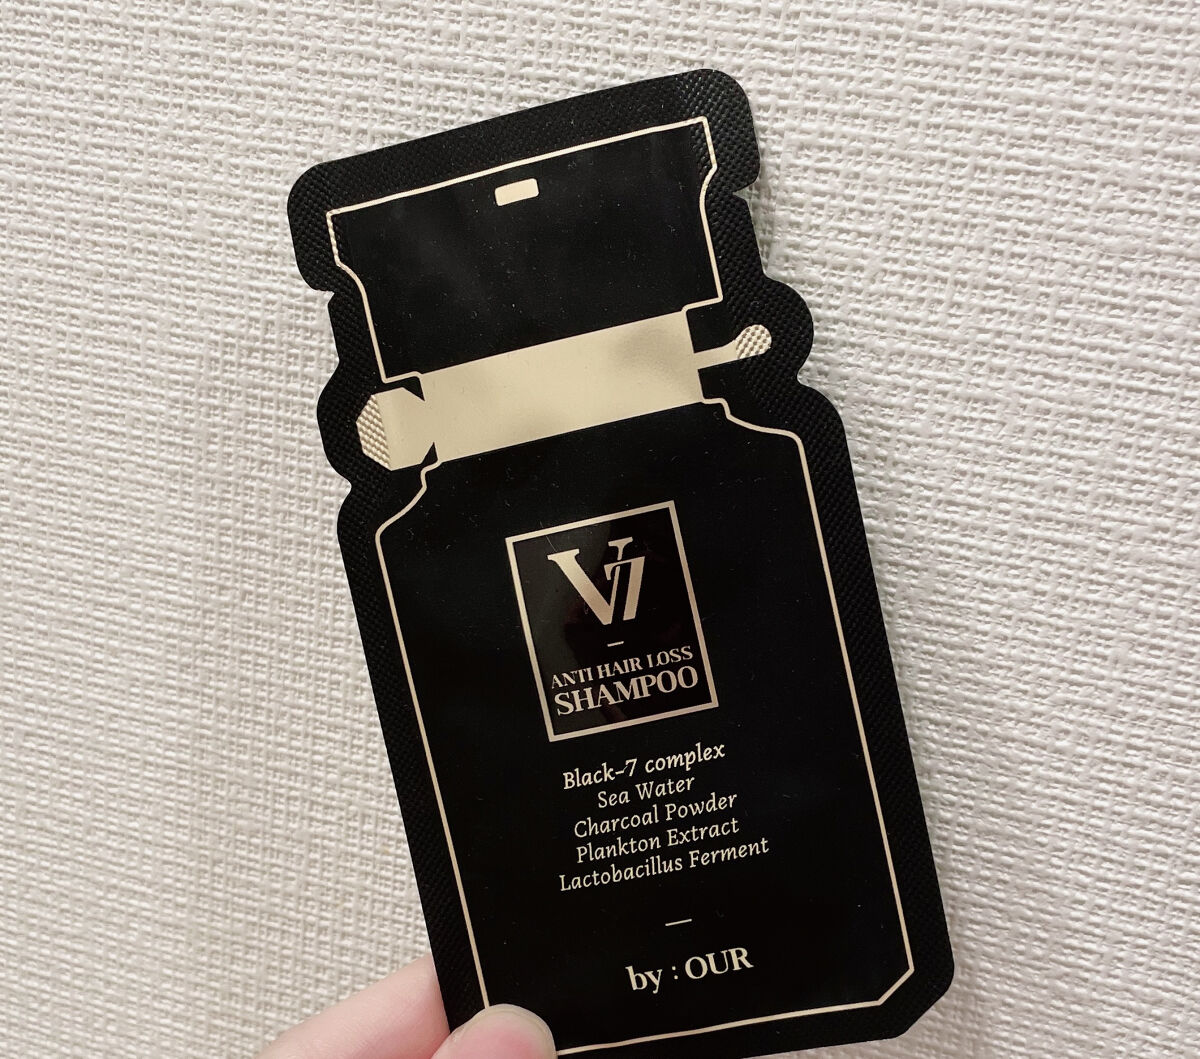 V7
ANTI HAIR LOSS
SHAMPOO
Black-7 complex
Sea Water
Charcoal Powder
Plankton Extract
Lactobacillus Ferment
by : OUR